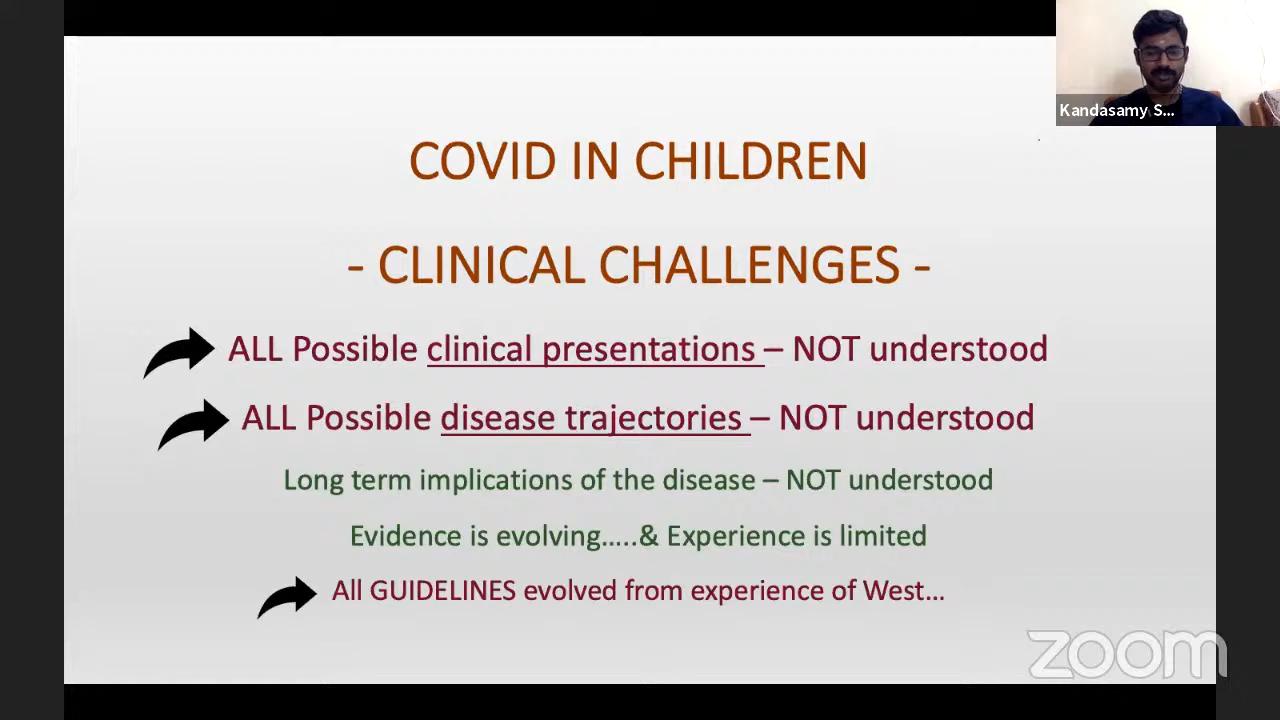 Kandasamy S...
COVID IN CHILDREN
- CLINICAL CHALLENGES -
ALL Possible clinical presentations – NOT understood
ALL Possible disease trajectories – NOT understood
Long term implications of the disease – NOT understood
Evidence is evolving.....& Experience is limited
All GUIDELINES evolved from experience of West...
zoom